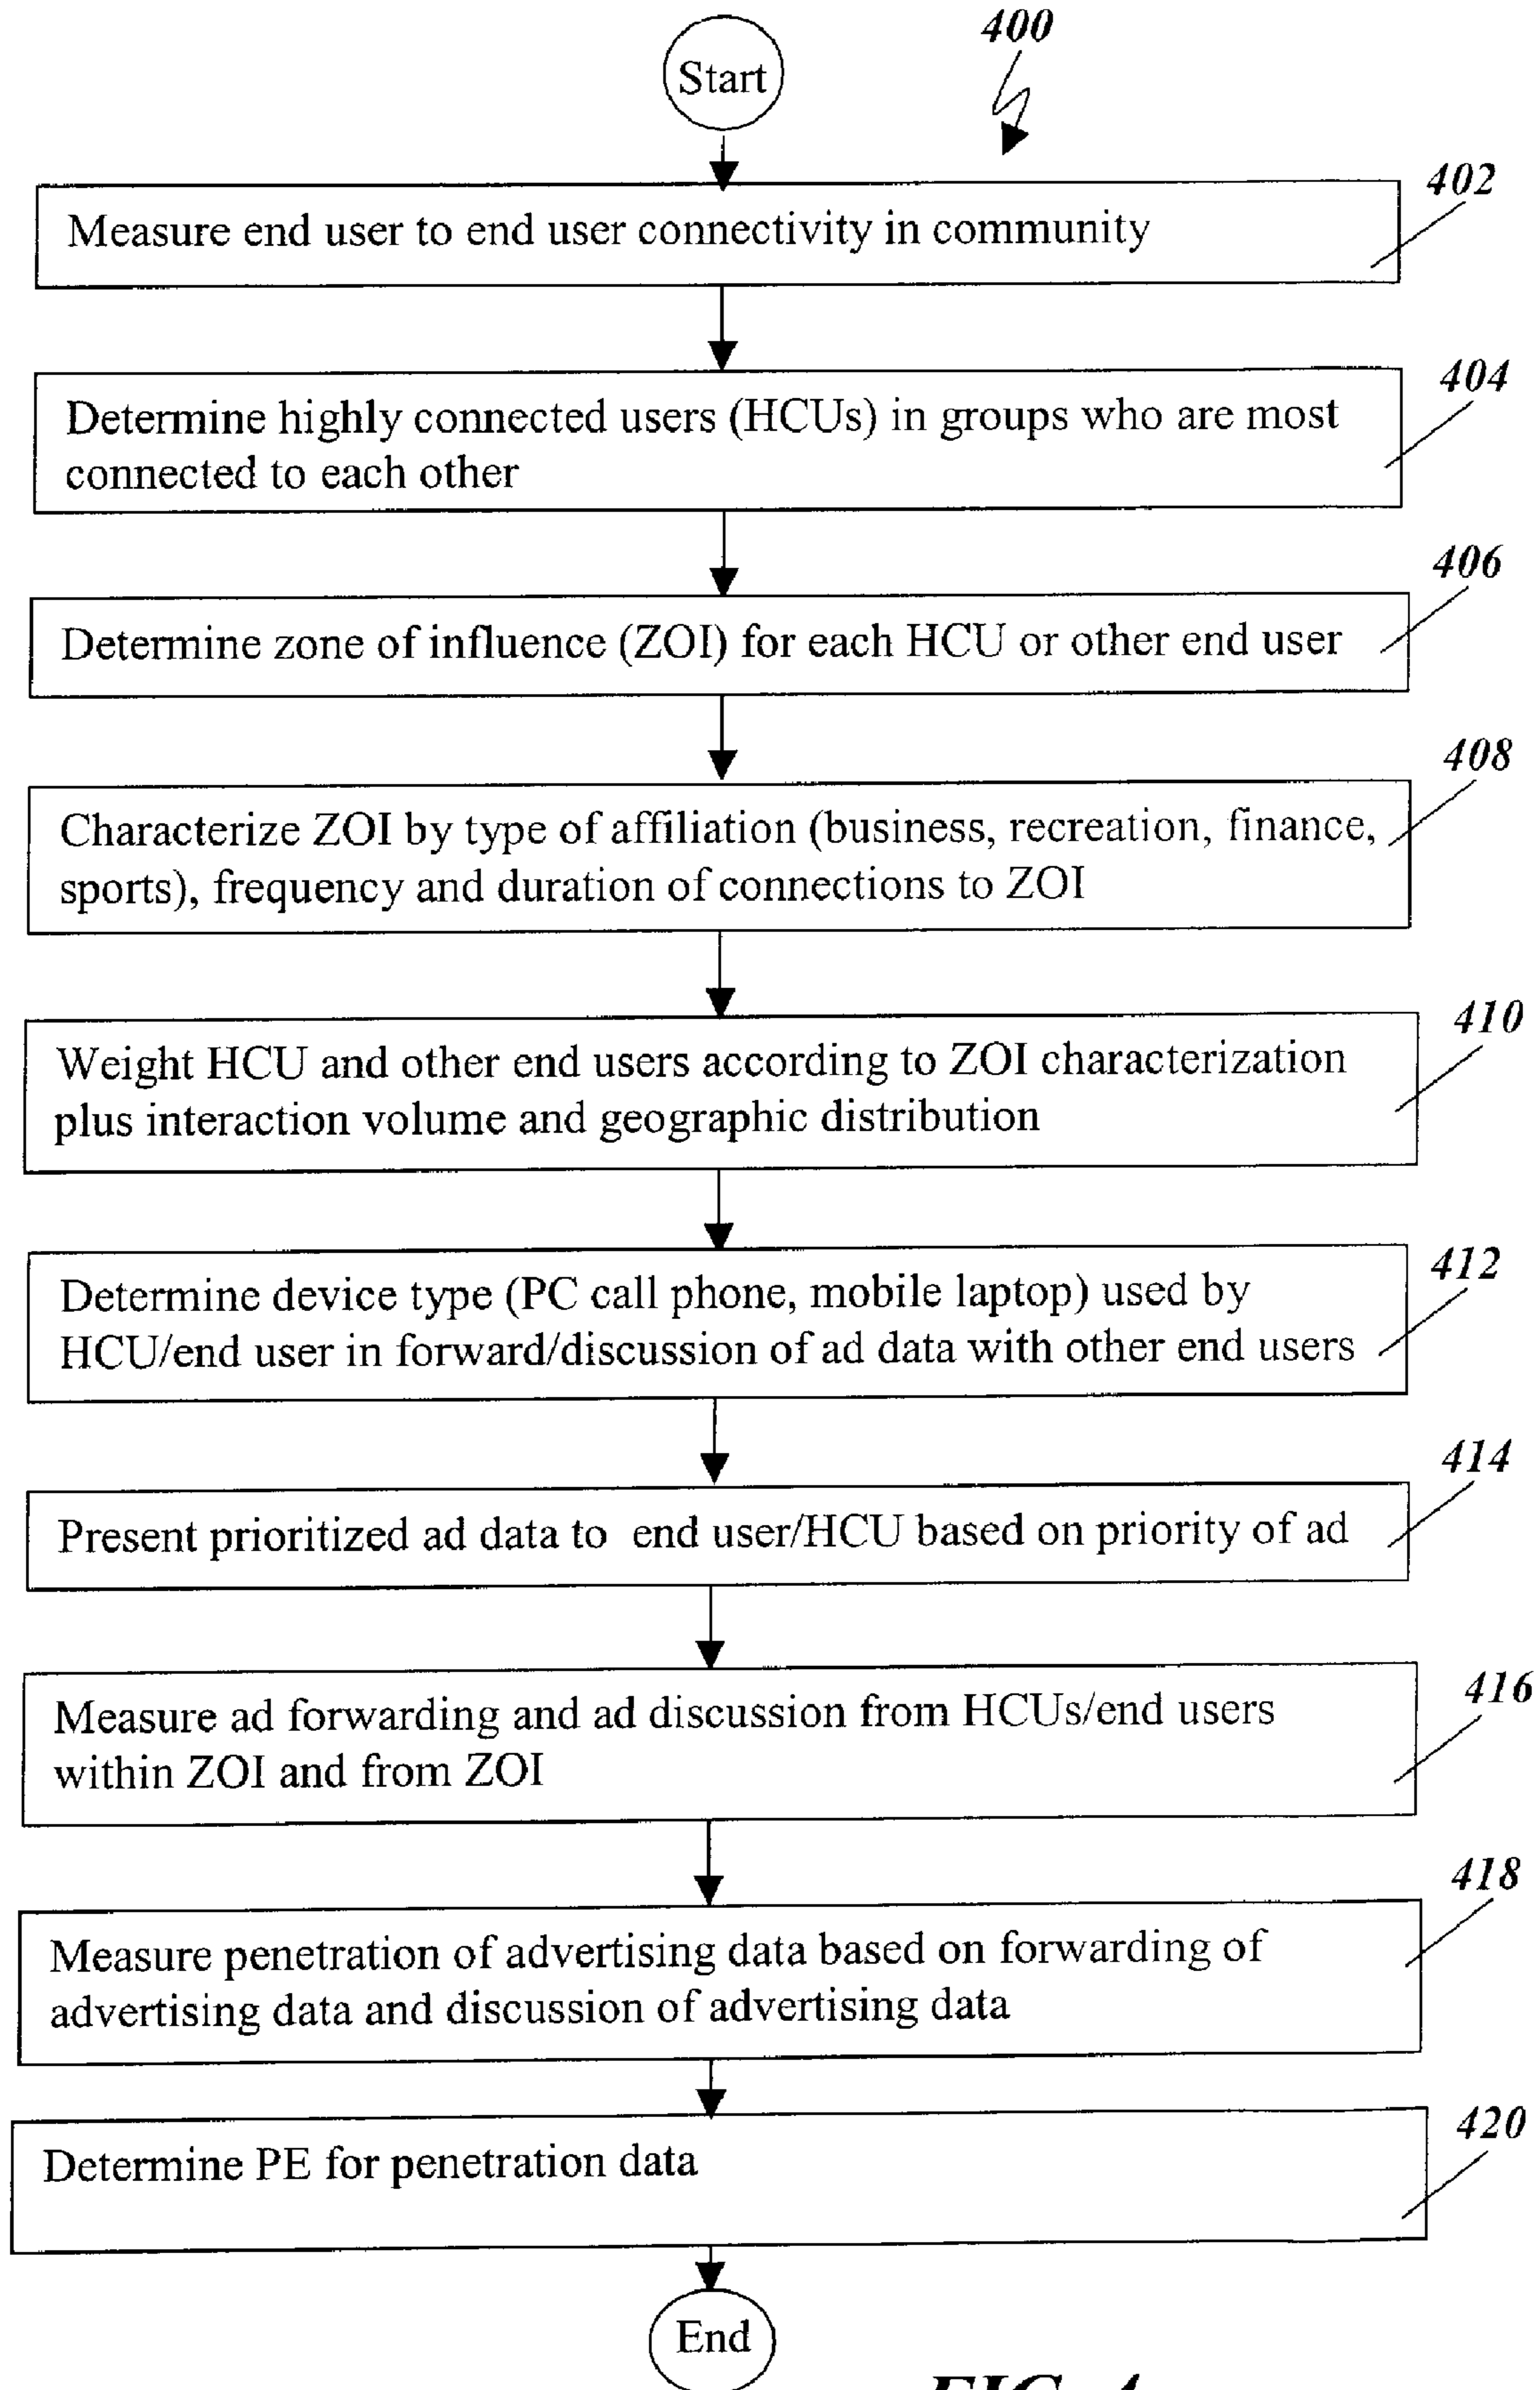 400
Start
402
Measure end user to end user connectivity in community
404
Determine highly connected users (HCUs) in groups who are most
connected to each other
406
Determine zone of influence (ZOI) for each HCU or other end user
408
Characterize ZOI by type of affiliation (business, recreation, finance,
sports), frequency and duration of connections to ZOI
410
Weight HCU and other end users according to ZOI characterization
plus interaction volume and geographic distribution
412
Determine device type (PC call phone, mobile laptop) used by
HCU/end user in forward/discussion of ad data with other end users
414
Present prioritized ad data to end user/HCU based on priority of ad
416
Measure ad forwarding and ad discussion from HCUs/end users
within ZOI and from ZOI
418
Measure penetration of advertising data based on forwarding of
advertising data and discussion of advertising data
420
Determine PE for penetration data
End